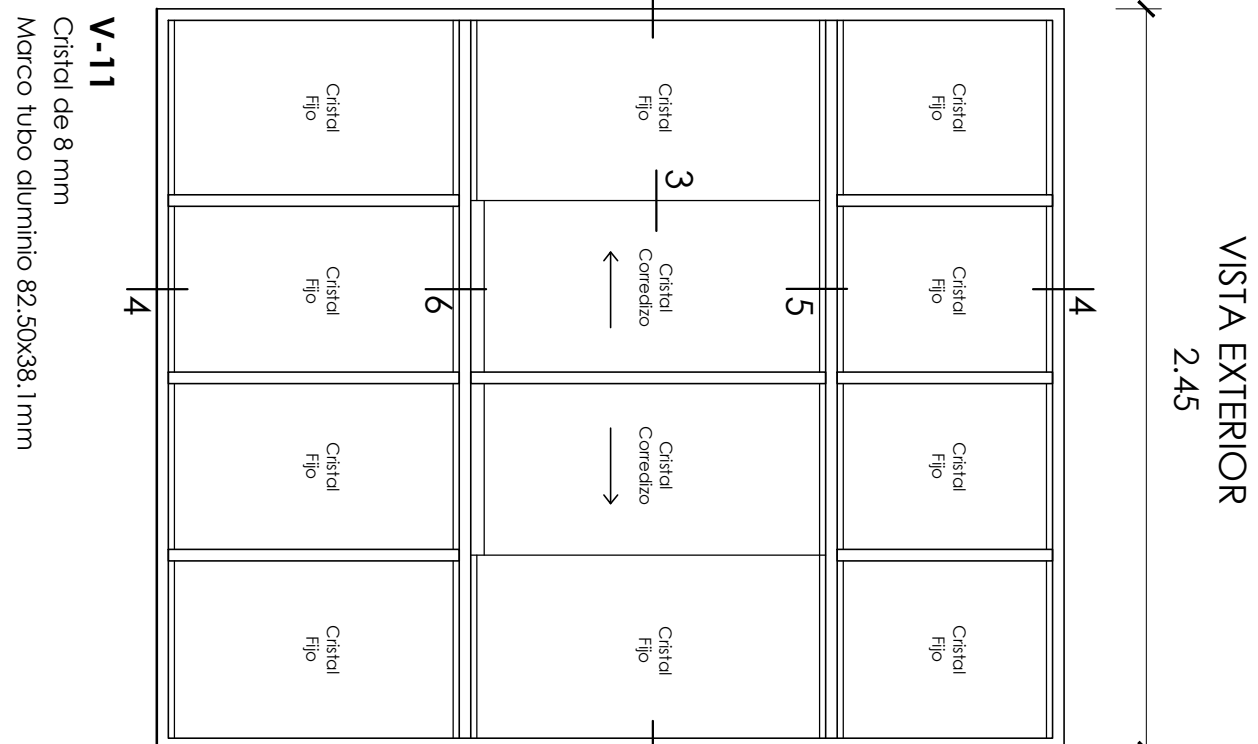 VISTA EXTERIOR
2.45
4
Cristal
Fijo
Cristal
Fijo
Cristal
Fijo
Cristal
Fijo
5
Cristal
Fijo
3
Cristal
Corredizo
Cristal
Corredizo
Cristal
Fijo
6
Cristal
Fijo
Cristal
Fijo
Cristal
Fijo
Cristal
Fijo
4
V-11
Cristal de 8 mm
Marco tubo aluminio 82.50x38.1mm